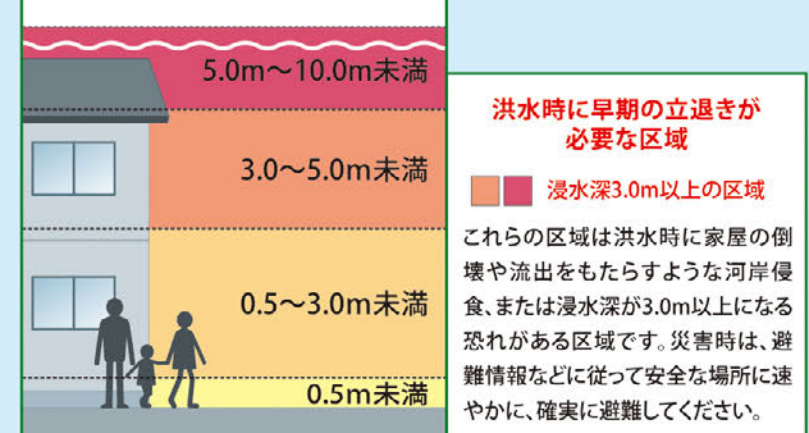 5.0m〜10.0m未満
3.0〜5.0m未満
0.5〜3.0m未満
0.5m未満
洪水時に早期の立退きが
必要な区域
浸水深3.0m以上の区域
これらの区域は洪水時に家屋の倒
壊や流出をもたらすような河岸侵
食、または浸水深が3.0m以上になる
恐れがある区域です。災害時は、避
難情報などに従って安全な場所に速
やかに、確実に避難してください。